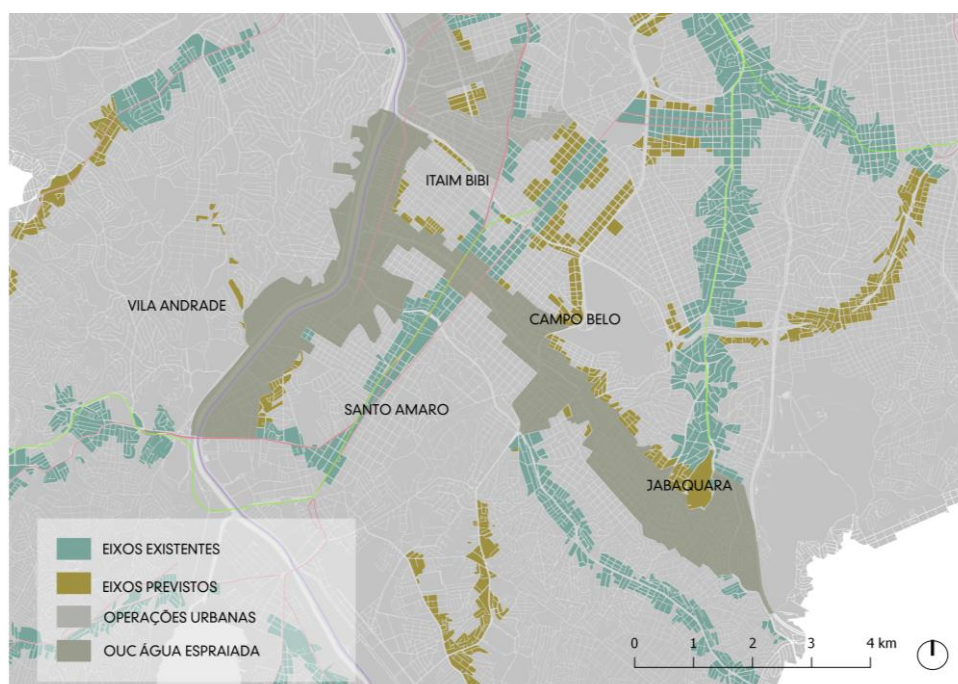 ITAIM BIBI
VILA ANDRADE
CAMPO BELO
SANTO AMARO
JABAQUARA
EIXOS EXISTENTES
EIXOS PREVISTOS
OPERAÇÕES URBANAS
OUC ÁGUA ESPRAIADA
0 1 2 3 4 km